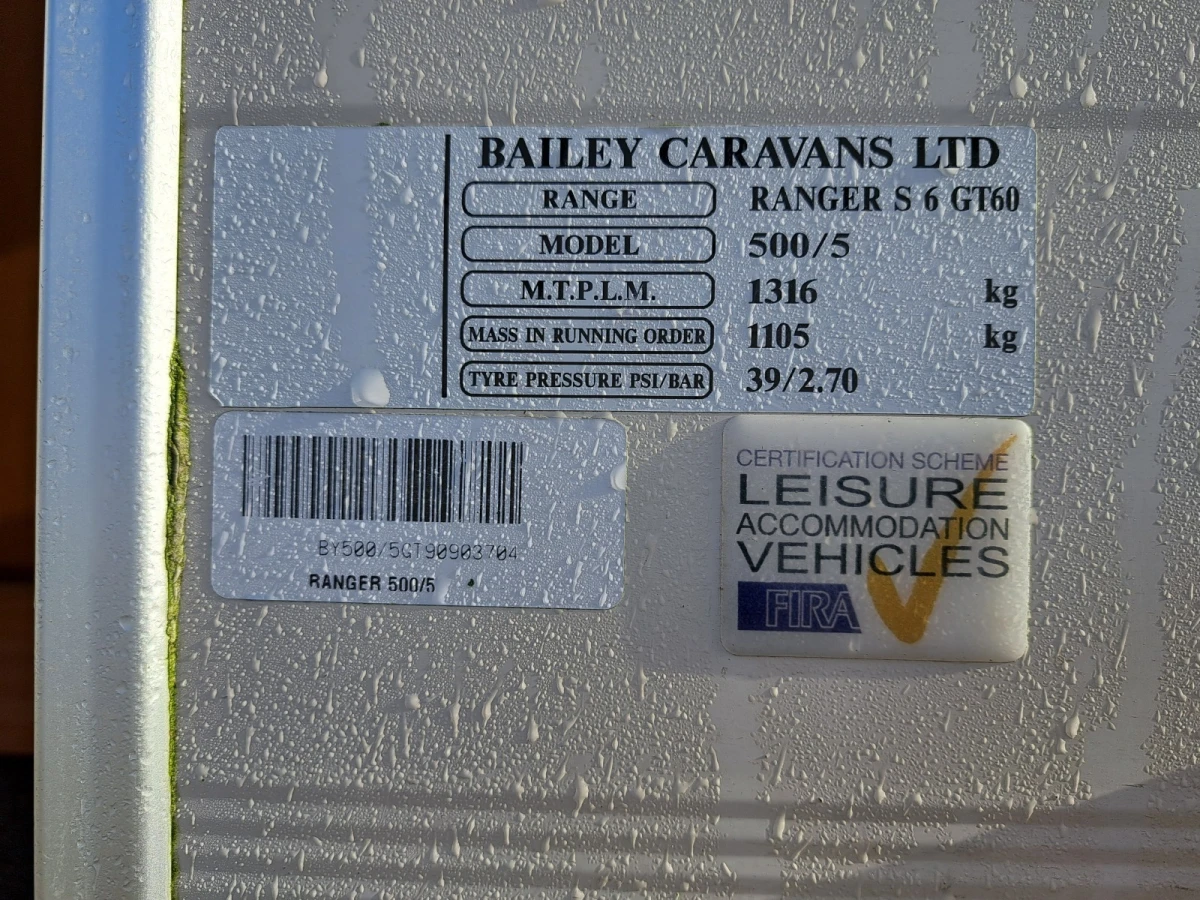 BAILEY CARAVANS LTD
RANGE RANGER S 6 GT60
MODEL 500/5
M.T.P.L.M. 1316 kg
MASS IN RUNNING ORDER 1105 kg
TYRE PRESSURE PSI/BAR 39/2.70
BY500/5GT90903704
RANGER 500/5
CERTIFICATION SCHEME
LEISURE
ACCOMMODATION
VEHICLES
FIRA